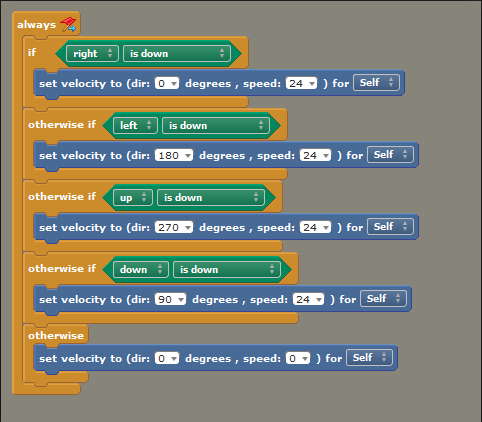 always
if right is down
set velocity to (dir: 0 degrees , speed: 24 ) for Self
otherwise if left is down
set velocity to (dir: 180 degrees , speed: 24 ) for Self
otherwise if up is down
set velocity to (dir: 270 degrees , speed: 24 ) for Self
otherwise if down is down
set velocity to (dir: 90 degrees , speed: 24 ) for Self
otherwise
set velocity to (dir: 0 degrees , speed: 0 ) for Self